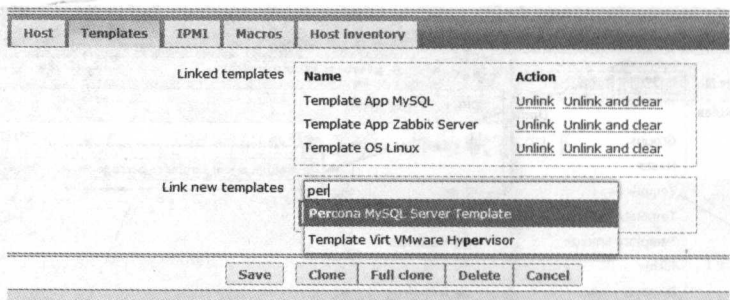 Host Templates IPMI Macros Host inventory
Linked templates Name Action
Template App MySQL Unlink Unlink and clear
Template App Zabbix Server Unlink Unlink and clear
Template OS Linux Unlink Unlink and clear
Link new templates per
Percona MySQL Server Template
Template Virt VMware Hypervisor
Save Clone Full clone Delete Cancel